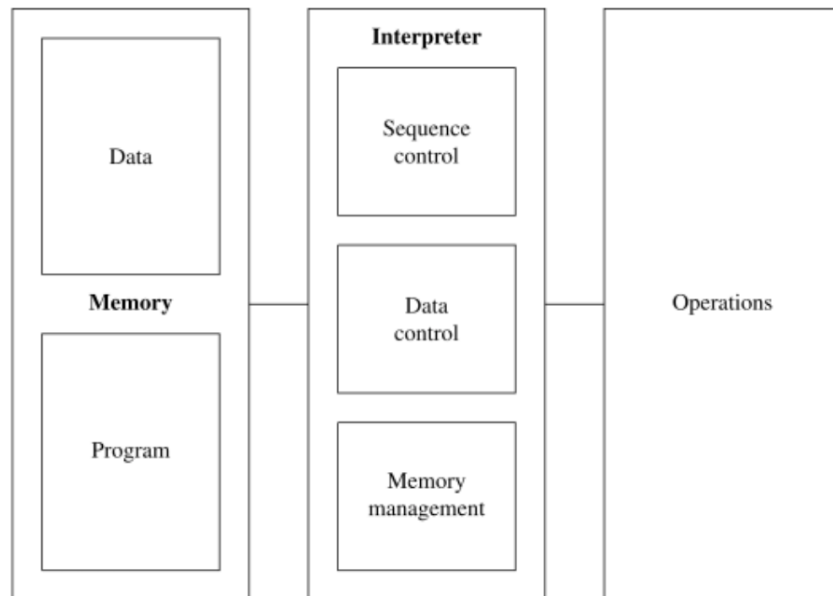 Data
Memory
Program
Interpreter
Sequence
control
Data
control
Memory
management
Operations